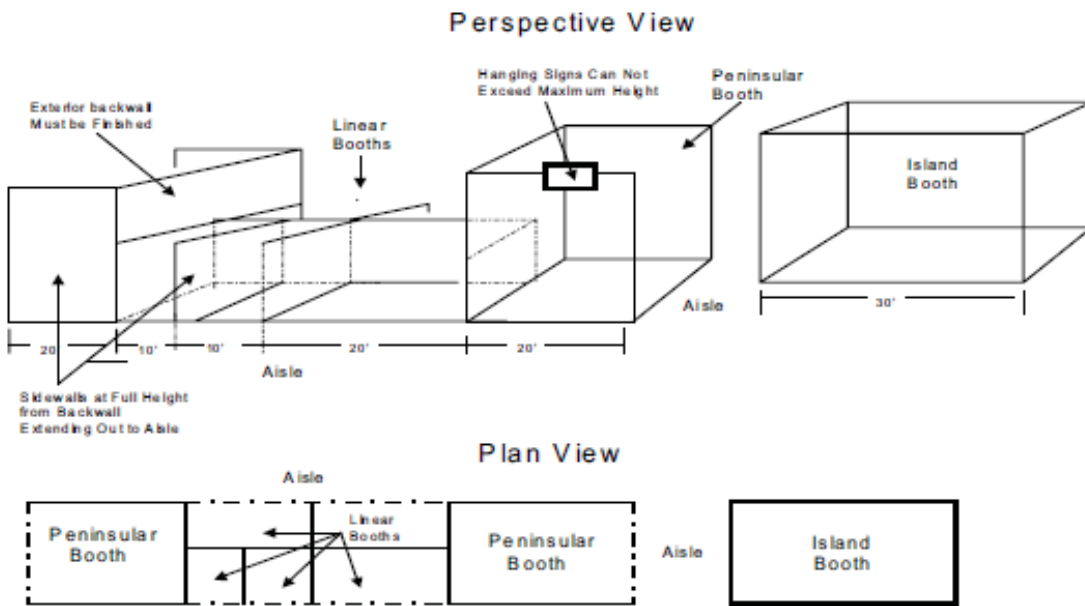 Perspective View
Hanging Signs Can Not
Exceed Maximum Height
Peninsular
Booth
Exterior backwall
Must be Finished
Linear
Booths
Island
Booth
Aisle
30'
20'
10'
10'
20'
20'
Aisle
Sidewalls at Full Height
from Backwall
Extending Out to Aisle
Plan View
Aisle
Peninsular
Booth
Linear
Booths
Peninsular
Booth
Aisle
Island
Booth